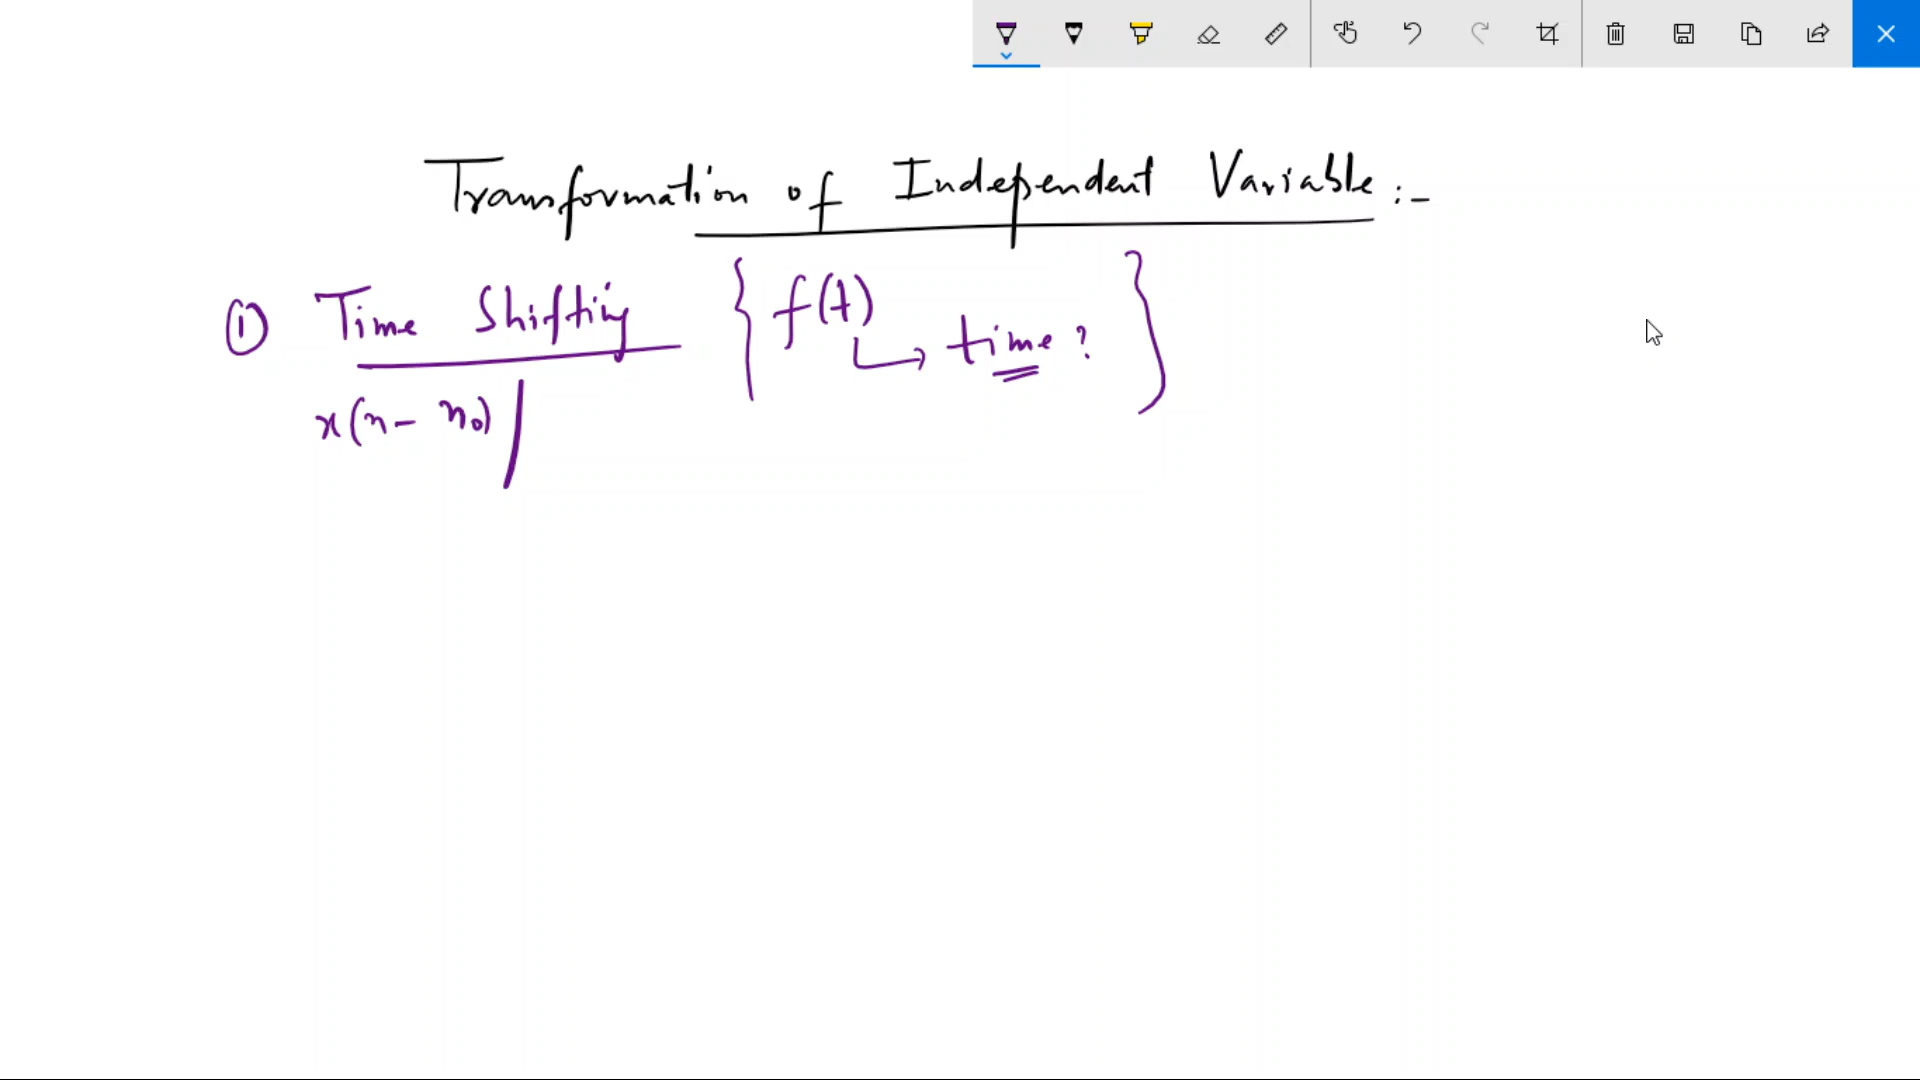 Transformation of Independent Variable :-
① Time Shifting { f(t)
↳ time ? }
x(n - n₀) |